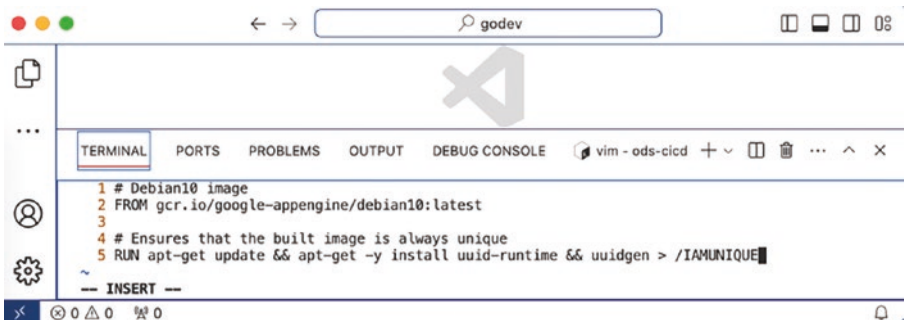 godev
TERMINAL PORTS PROBLEMS OUTPUT DEBUG CONSOLE vim - ods-cicd
1 # Debian10 image
2 FROM gcr.io/google-appengine/debian10:latest
3
4 # Ensures that the built image is always unique
5 RUN apt-get update && apt-get -y install uuid-runtime && uuidgen > /IAMUNIQUE
~
-- INSERT --
0 0 0